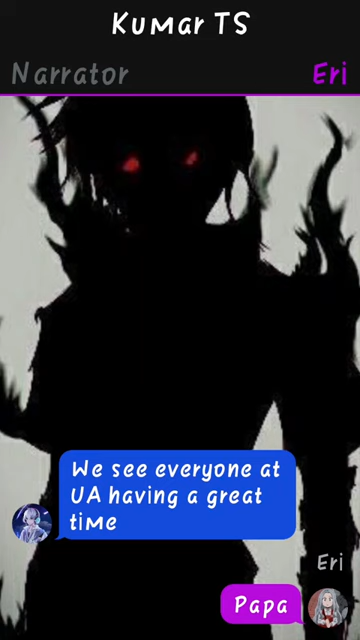 Kumar TS
Narrator
Eri
We see everyone at
UA having a great
time
Eri
Papa